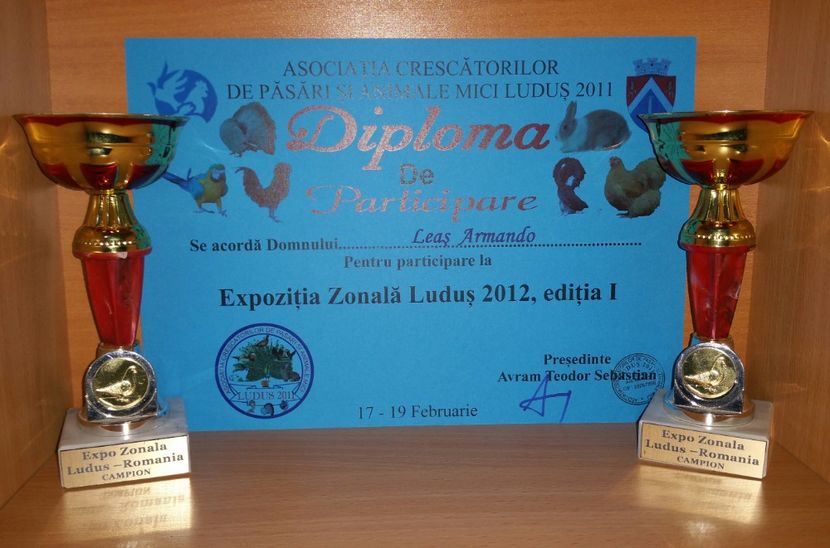 ASOCIAȚIA CRESCĂTORILOR
DE PĂSĂRI ȘI ANIMALE MICI LUDUȘ 2011
Diploma
De
Participare
Se acordă Domnului Leaș Armando
Pentru participare la
Expoziția Zonală Luduș 2012, ediția I
Președinte
Avram Teodor Sebastian
LUDUS 2011
17 - 19 Februarie
Expo Zonala
Ludus –Romania
CAMPION
Expo Zonala
Ludus –Romania
CAMPION